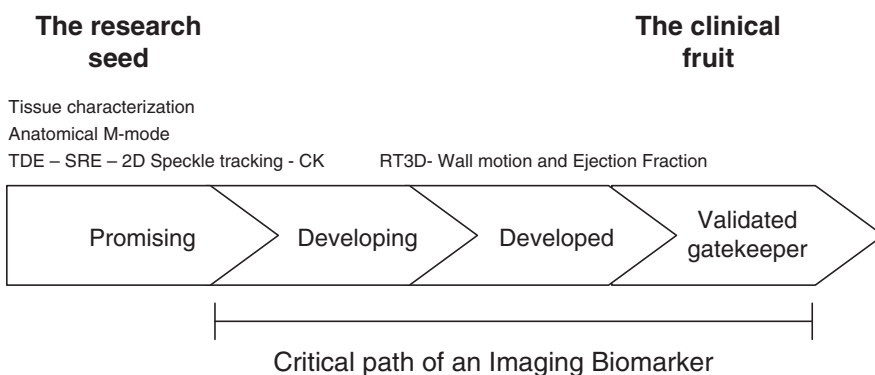 The research
seed
The clinical
fruit
Tissue characterization
Anatomical M-mode
TDE – SRE – 2D Speckle tracking - CK
RT3D- Wall motion and Ejection Fraction
Promising
Developing
Developed
Validated
gatekeeper
Critical path of an Imaging Biomarker